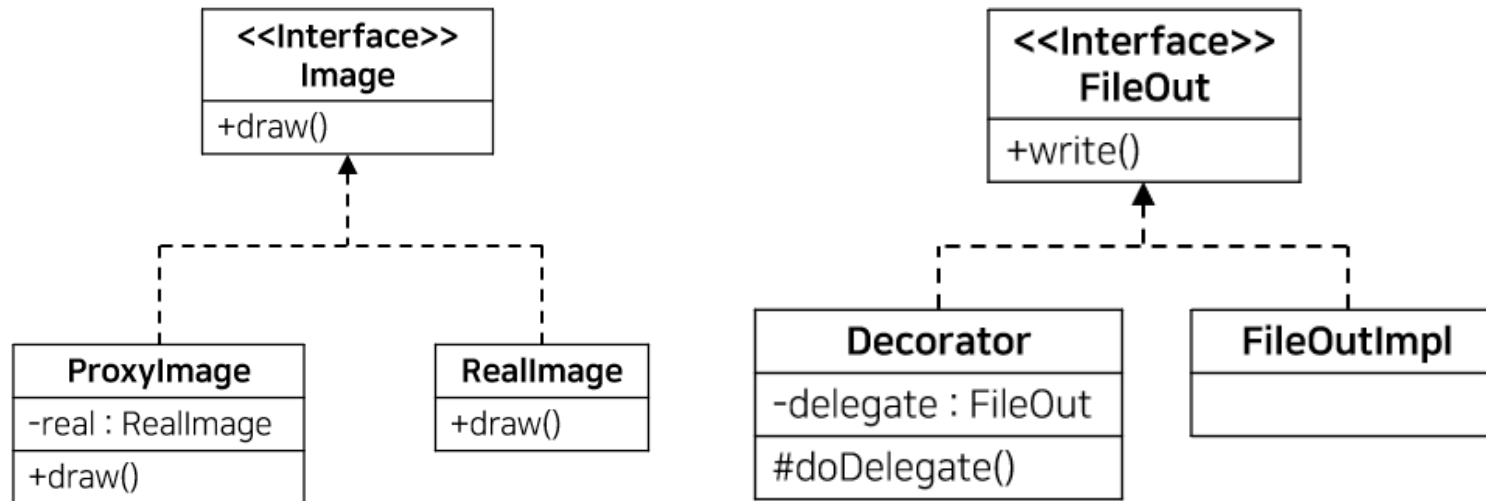 <<Interface>>
Image
+draw()
ProxyImage
-real : RealImage
+draw()
RealImage
+draw()
<<Interface>>
FileOut
+write()
Decorator
-delegate : FileOut
#doDelegate()
FileOutImpl